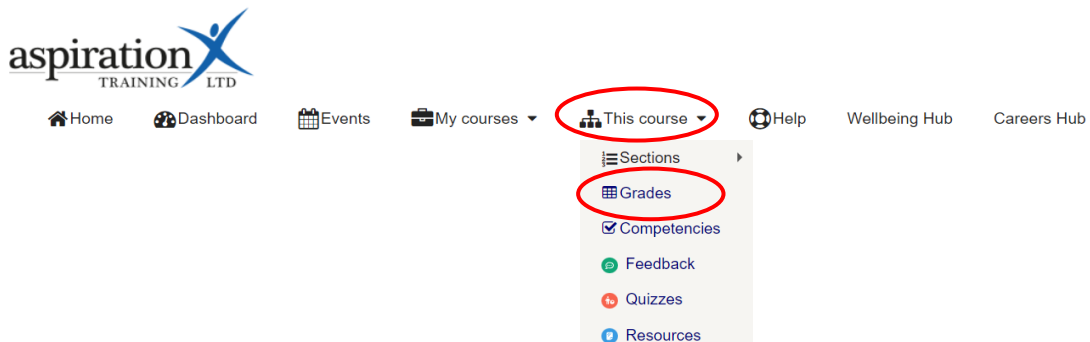 aspiration
TRAINING LTD
Home Dashboard Events My courses This course Help Wellbeing Hub Careers Hub
Sections
Grades
Competencies
Feedback
Quizzes
Resources